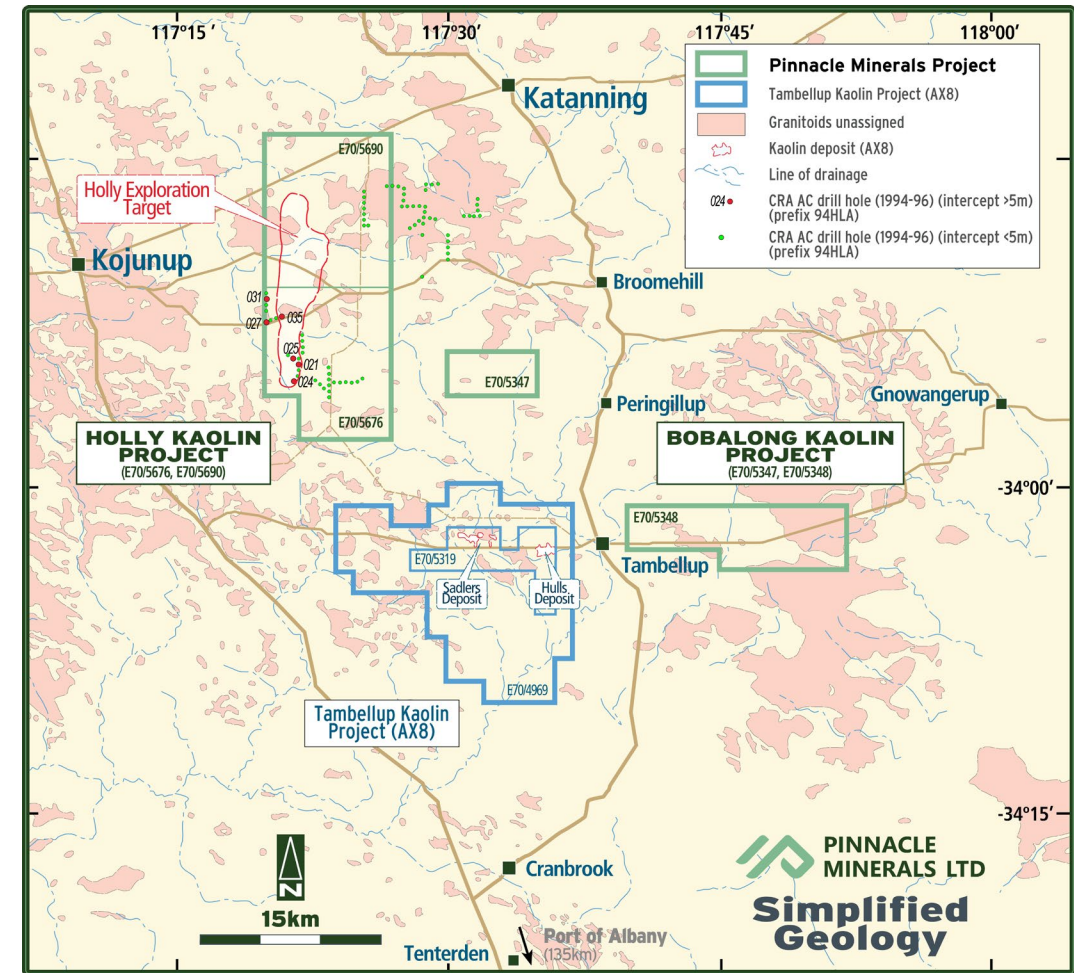 117°15'
117°30'
117°45'
118°00'
Pinnacle Minerals Project
Tambellup Kaolin Project (AX8)
Granitoids unassigned
Kaolin deposit (AX8)
Line of drainage
024 CRA AC drill hole (1994-96) (intercept >5m)
(prefix 94HLA)
CRA AC drill hole (1994-96) (intercept <5m)
(prefix 94HLA)
Katanning
E70/5690
Holly Exploration
Target
Kojunup
Broomehill
031
027
035
025
021
024
E70/5347
Gnowangerup
Peringillup
E70/5676
HOLLY KAOLIN
PROJECT
(E70/5676, E70/5690)
BOBALONG KAOLIN
PROJECT
(E70/5347, E70/5348)
-34°00'
E70/5348
E70/5319
Tambellup
Sadlers
Deposit
Hulls
Deposit
E70/4969
Tambellup Kaolin
Project (AX8)
-34°15'
N
15km
Cranbrook
PINNACLE
MINERALS LTD
Simplified
Geology
Port of Albany
(135km)
Tenterden